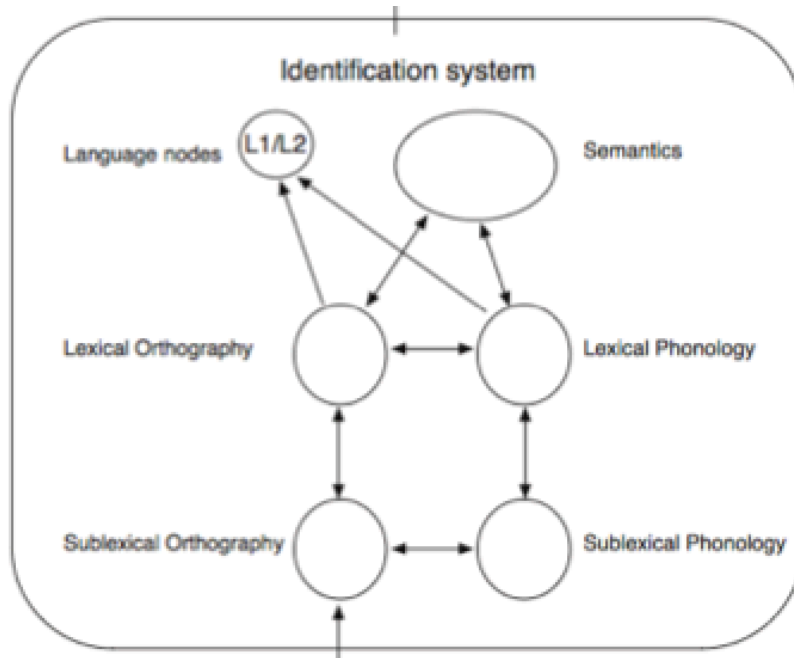 Identification system
Language nodes
L1/L2
Semantics
Lexical Orthography
Lexical Phonology
Sublexical Orthography
Sublexical Phonology